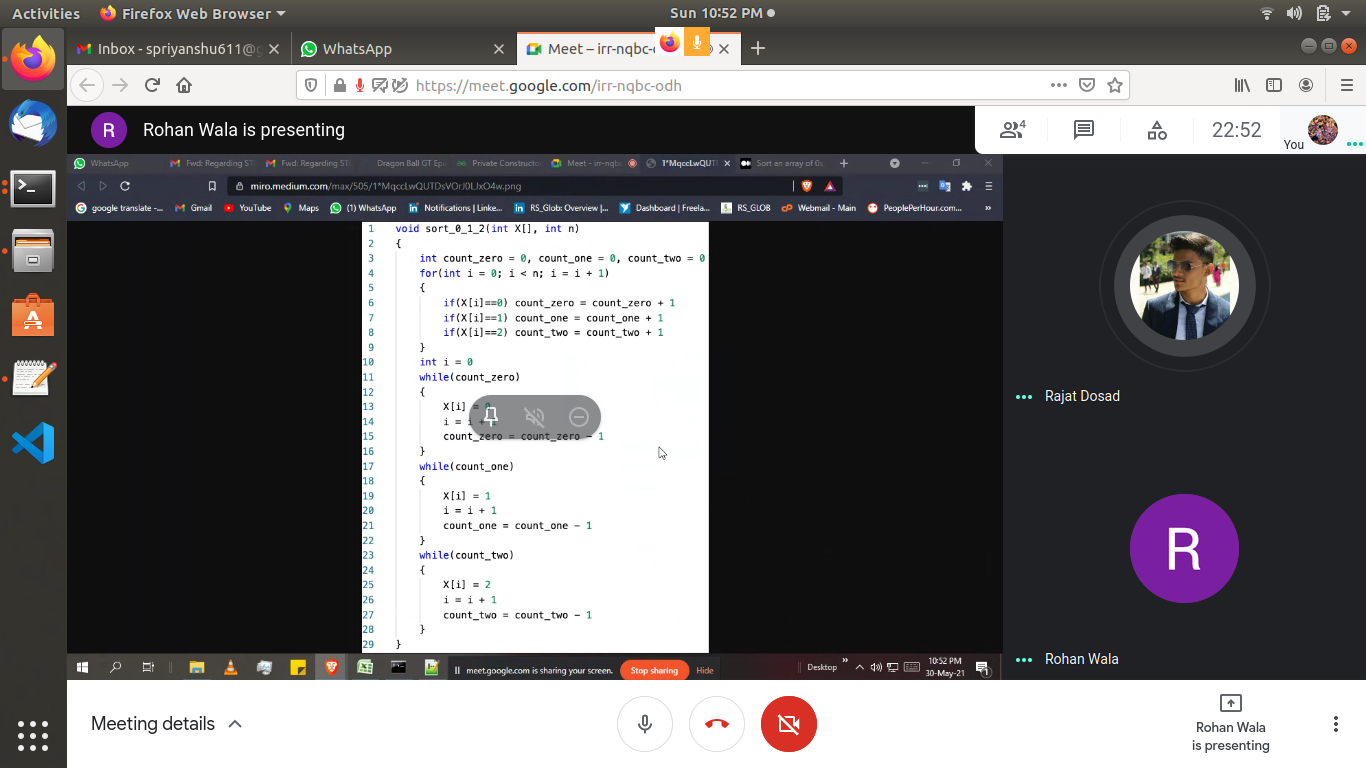 Activities
Firefox Web Browser
Sun 10:52 PM
Inbox - spriyanshu611@g
WhatsApp
Meet – irr-nqbc-
https://meet.google.com/irr-nqbc-odh
R
Rohan Wala is presenting
4
22:52
You
WhatsApp
Fwd: Regarding STU
Fwd: Regarding STU
Dragon Ball GT Epi
Private Constructo
Meet – irr-nqbc
1*MqccLwQUT
Sort an array of 0s,
miro.medium.com/max/505/1*MqccLwQUTDsVOrJ0LJxO4w.png
google translate -...
Gmail
YouTube
Maps
(1) WhatsApp
Notifications | Linke...
RS_Glob: Overview |...
Dashboard | Freela...
RS_GLOB
Webmail - Main
PeoplePerHour.com...
1 void sort_0_1_2(int X[], int n)
2 {
3 int count_zero = 0, count_one = 0, count_two = 0
4 for(int i = 0; i < n; i = i + 1)
5 {
6 if(X[i]==0) count_zero = count_zero + 1
7 if(X[i]==1) count_one = count_one + 1
8 if(X[i]==2) count_two = count_two + 1
9 }
10 int i = 0
11 while(count_zero)
12 {
13 X[i] = 0
14 i = i + 1
15 count_zero = count_zero - 1
16 }
17 while(count_one)
18 {
19 X[i] = 1
20 i = i + 1
21 count_one = count_one - 1
22 }
23 while(count_two)
24 {
25 X[i] = 2
26 i = i + 1
27 count_two = count_two - 1
28 }
29 }
Rajat Dosad
R
Rohan Wala
meet.google.com is sharing your screen.
Stop sharing
Hide
Desktop
10:52 PM
30-May-21
1
Meeting details
Rohan Wala
is presenting